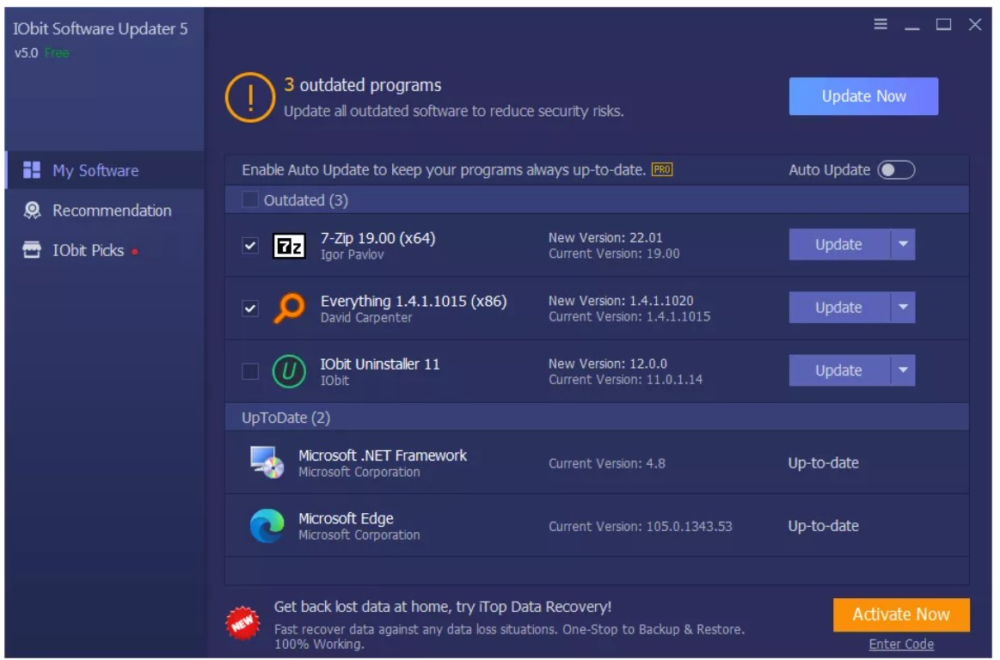 IObit Software Updater 5
v5.0 Free
3 outdated programs
Update all outdated software to reduce security risks.
Update Now
My Software
Recommendation
IObit Picks
Enable Auto Update to keep your programs always up-to-date. PRO
Auto Update
Outdated (3)
7z
7-Zip 19.00 (x64)
Igor Pavlov
New Version: 22.01
Current Version: 19.00
Update
Everything 1.4.1.1015 (x86)
David Carpenter
New Version: 1.4.1.1020
Current Version: 1.4.1.1015
Update
U
IObit Uninstaller 11
IObit
New Version: 12.0.0
Current Version: 11.0.1.14
Update
UpToDate (2)
Microsoft .NET Framework
Microsoft Corporation
Current Version: 4.8
Up-to-date
Microsoft Edge
Microsoft Corporation
Current Version: 105.0.1343.53
Up-to-date
NEW
Get back lost data at home, try iTop Data Recovery!
Fast recover data against any data loss situations. One-Stop to Backup & Restore.
100% Working.
Activate Now
Enter Code